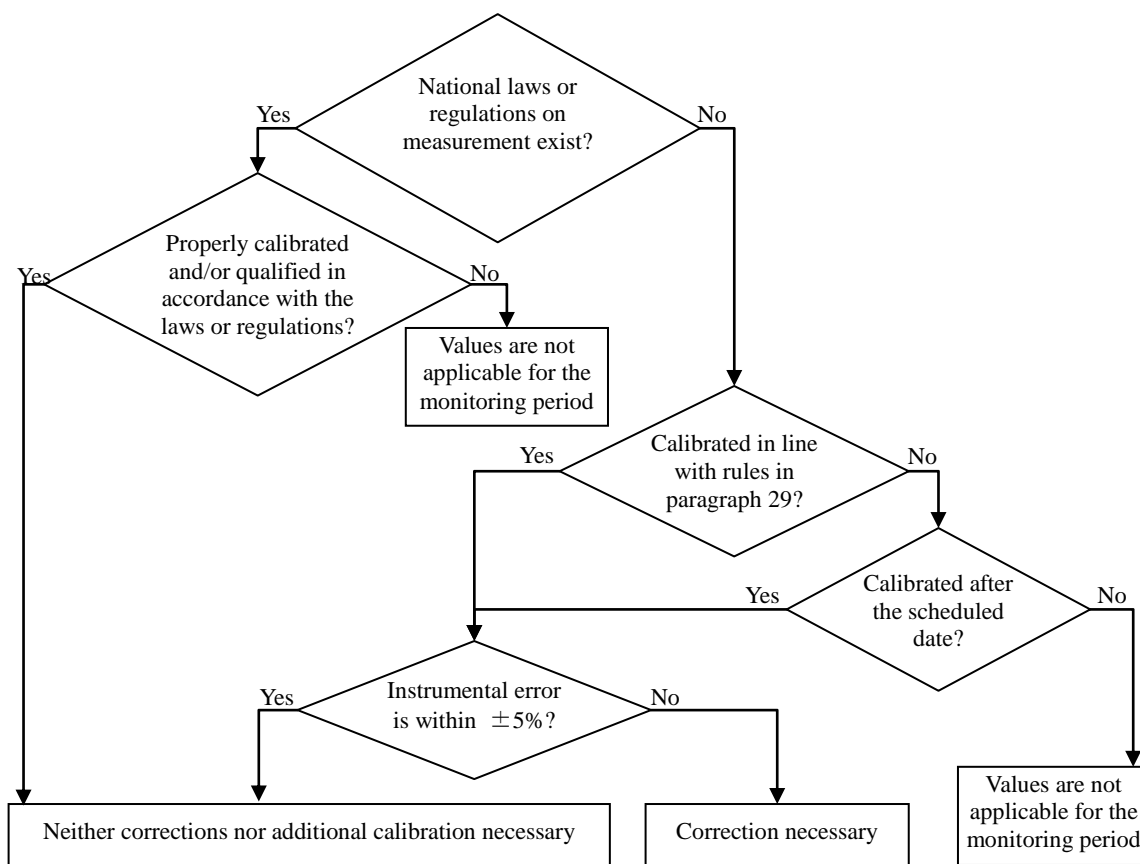 National laws or
regulations on
measurement exist?
Yes
No
Properly calibrated
and/or qualified in
accordance with the
laws or regulations?
Yes
No
Values are not
applicable for the
monitoring period
Calibrated in line
with rules in
paragraph 29?
Yes
No
Calibrated after
the scheduled
date?
Yes
No
Instrumental error
is within ±5%?
Yes
No
Values are not
applicable for the
monitoring period
Neither corrections nor additional calibration necessary
Correction necessary